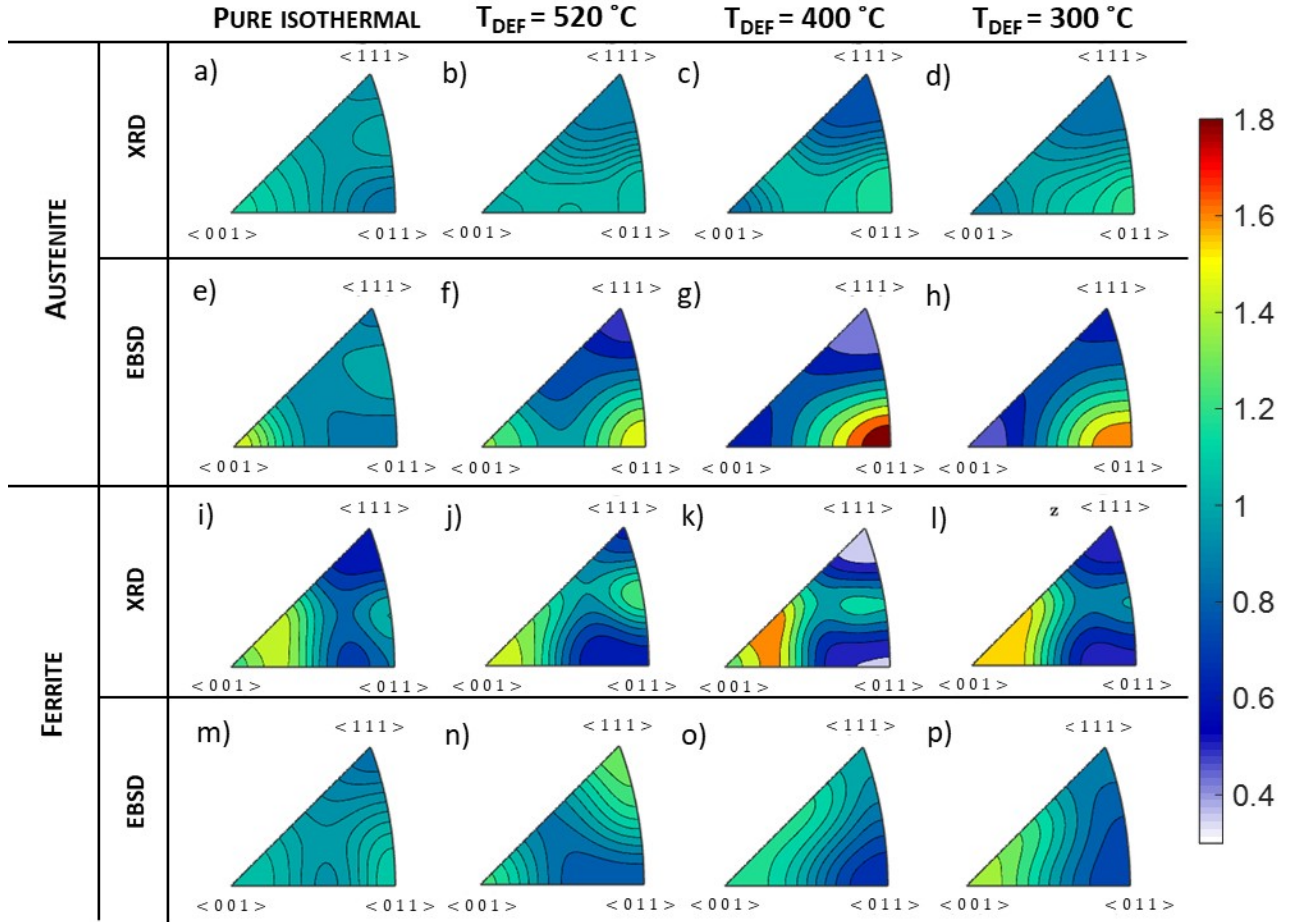 PURE ISOTHERMAL T_DEF = 520 ˚C T_DEF = 400 ˚C T_DEF = 300 ˚C
AUSTENITE
XRD
a) <111> b) <111> c) <111> d) <111>
<001> <011> <001> <011> <001> <011> <001> <011>
EBSD
e) <111> f) <111> g) <111> h) <111>
<001> <011> <001> <011> <001> <011> <001> <011>
FERRITE
XRD
i) <111> j) <111> k) <111> l) z <111>
<001> <011> <001> <011> <001> <011> <001> <011>
EBSD
m) <111> n) <111> o) <111> p) <111>
<001> <011> <001> <011> <001> <011> <001> <011>
1.8
1.6
1.4
1.2
1
0.8
0.6
0.4